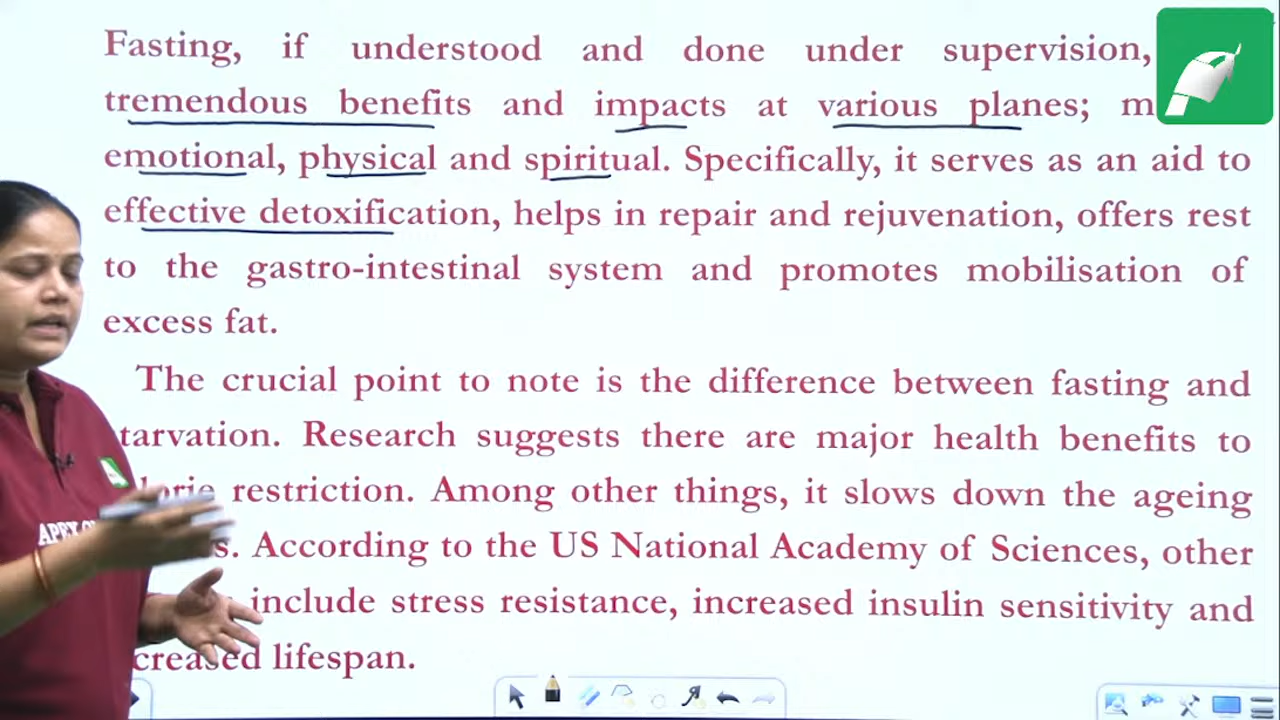 Fasting, if understood and done under supervision,
tremendous benefits and impacts at various planes;
emotional, physical and spiritual. Specifically, it serves as an aid to
effective detoxification, helps in repair and rejuvenation, offers rest
to the gastro-intestinal system and promotes mobilisation of
excess fat.
The crucial point to note is the difference between fasting and
tarvation. Research suggests there are major health benefits to
restriction. Among other things, it slows down the ageing
According to the US National Academy of Sciences, other
include stress resistance, increased insulin sensitivity and
creased lifespan.
APEX